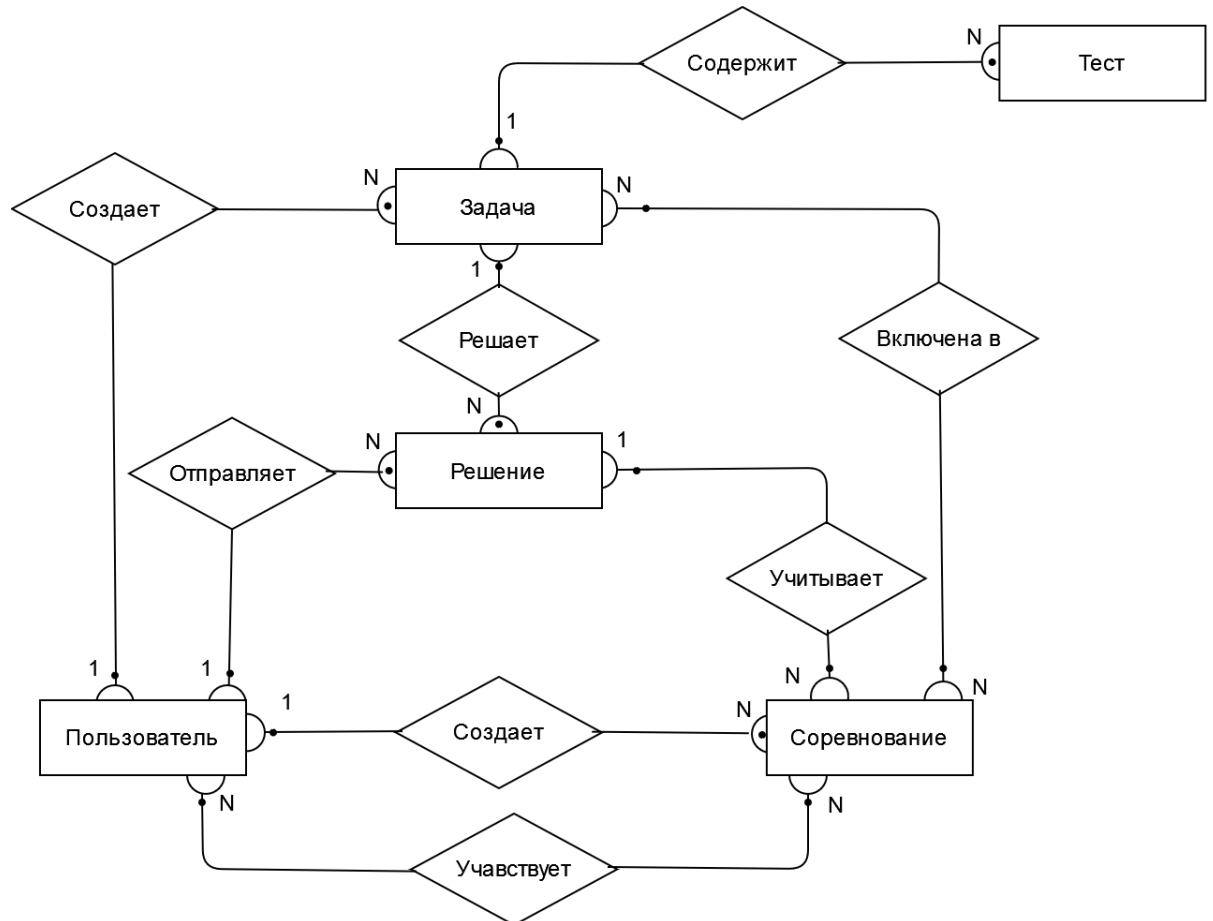 Содержит
N
Тест
1
Создает
N
Задача
N
1
Решает
Включена в
N
Отправляет
N
Решение
1
Учитывает
1
1
1
N
N
N
Пользователь
Создает
Соревнование
N
N
Учавствует